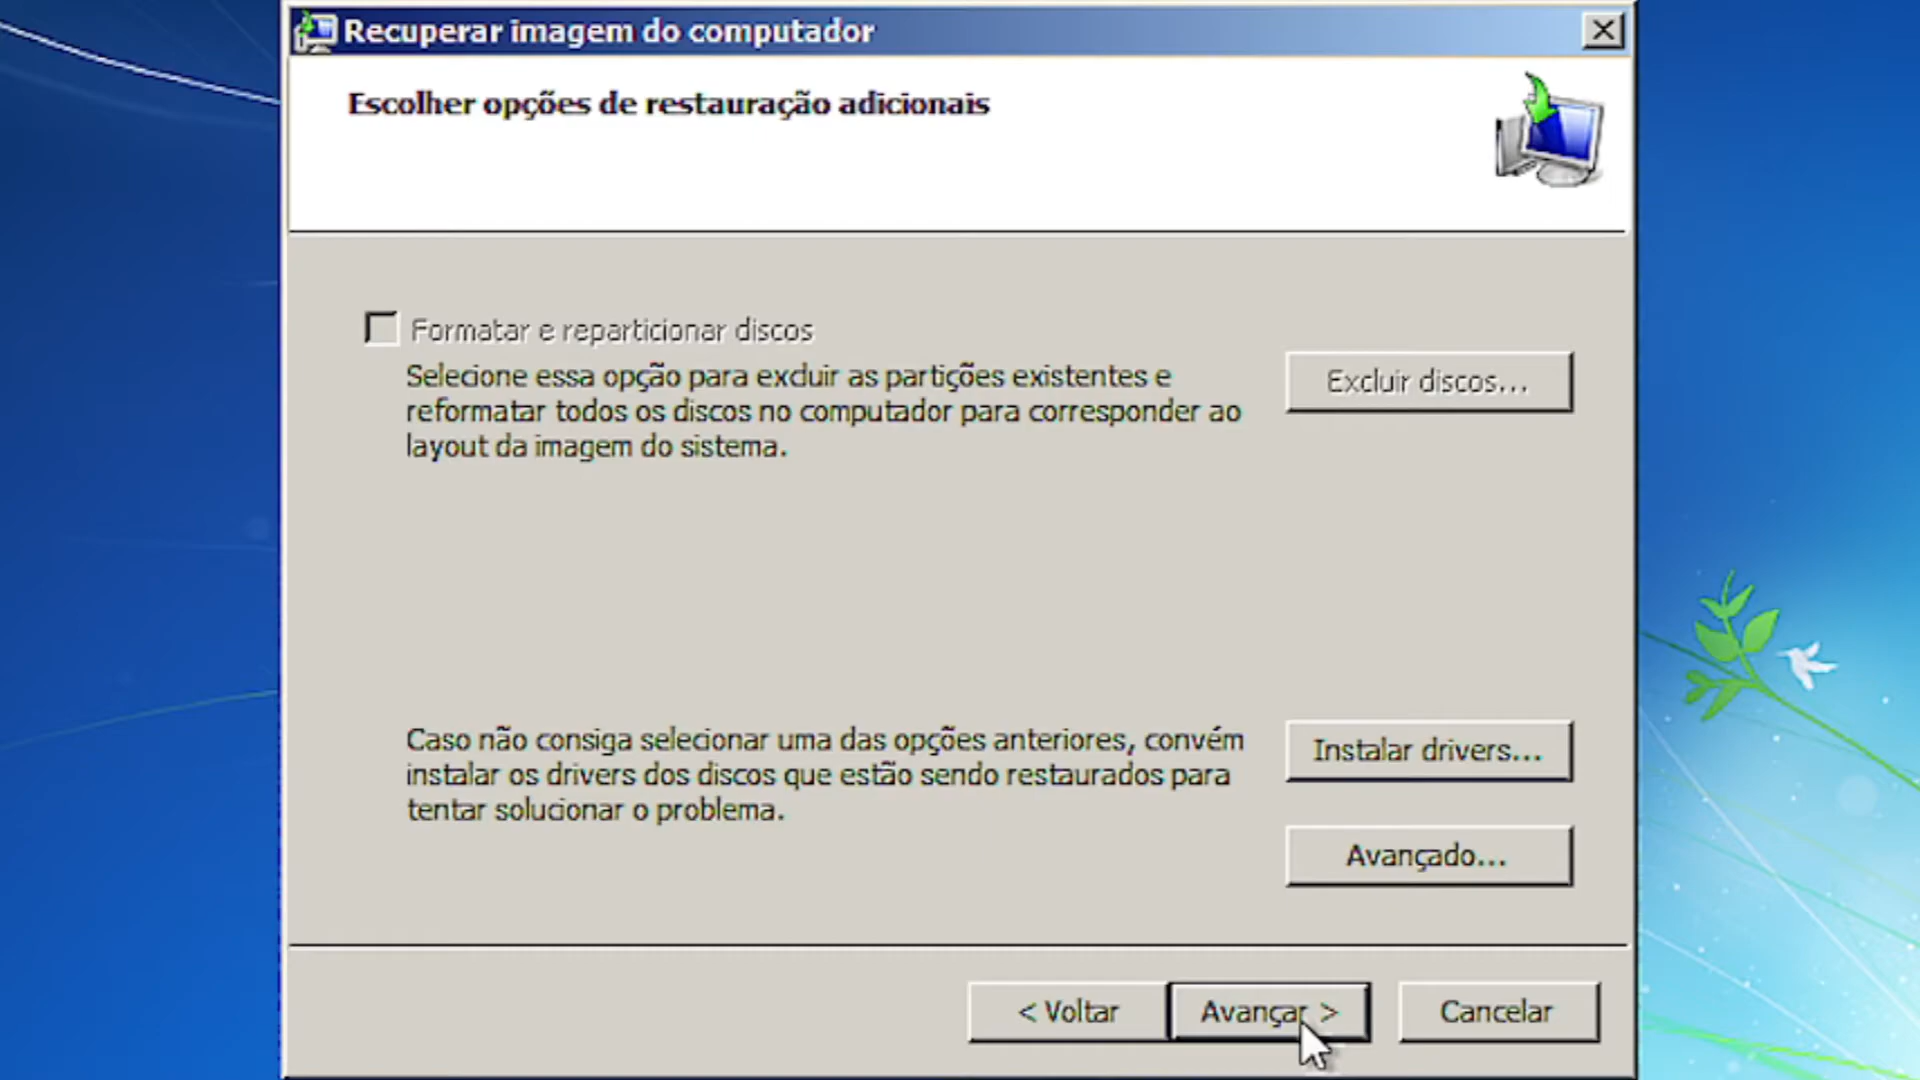 Recuperar imagem do computador
Escolher opções de restauração adicionais
Formatar e reparticionar discos
Selecione essa opção para excluir as partições existentes e
reformatar todos os discos no computador para corresponder ao
layout da imagem do sistema.
Excluir discos...
Caso não consiga selecionar uma das opções anteriores, convém
instalar os drivers dos discos que estão sendo restaurados para
tentar solucionar o problema.
Instalar drivers...
Avançado...
< Voltar
Avançar >
Cancelar